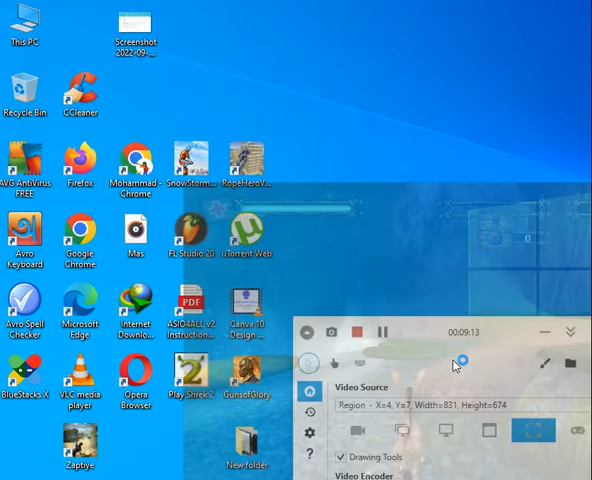 This PC
Screenshot
2022-09-...
Recycle Bin
CCleaner
AVG AntiVirus
FREE
Firefox
Mohammad -
Chrome
SnowStorm...
RopeHeroV...
Avro
Keyboard
Google
Chrome
Mas
FL Studio 20
uTorrent Web
0
Avro Spell
Checker
Microsoft
Edge
Internet
Downlo...
PDF
ASIO4ALL v2
Instruction...
Canva 10
Design ...
00:09:13
BlueStacks X
VLC media
player
Opera
Browser
2
Play Shrek 2
GunsofGlory
Video Source
Region - X=4, Y=7, Width=831, Height=674
Zaptiye
New folder
Drawing Tools
Video Encoder